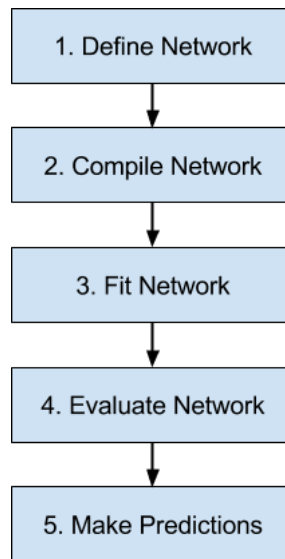 1. Define Network
2. Compile Network
3. Fit Network
4. Evaluate Network
5. Make Predictions